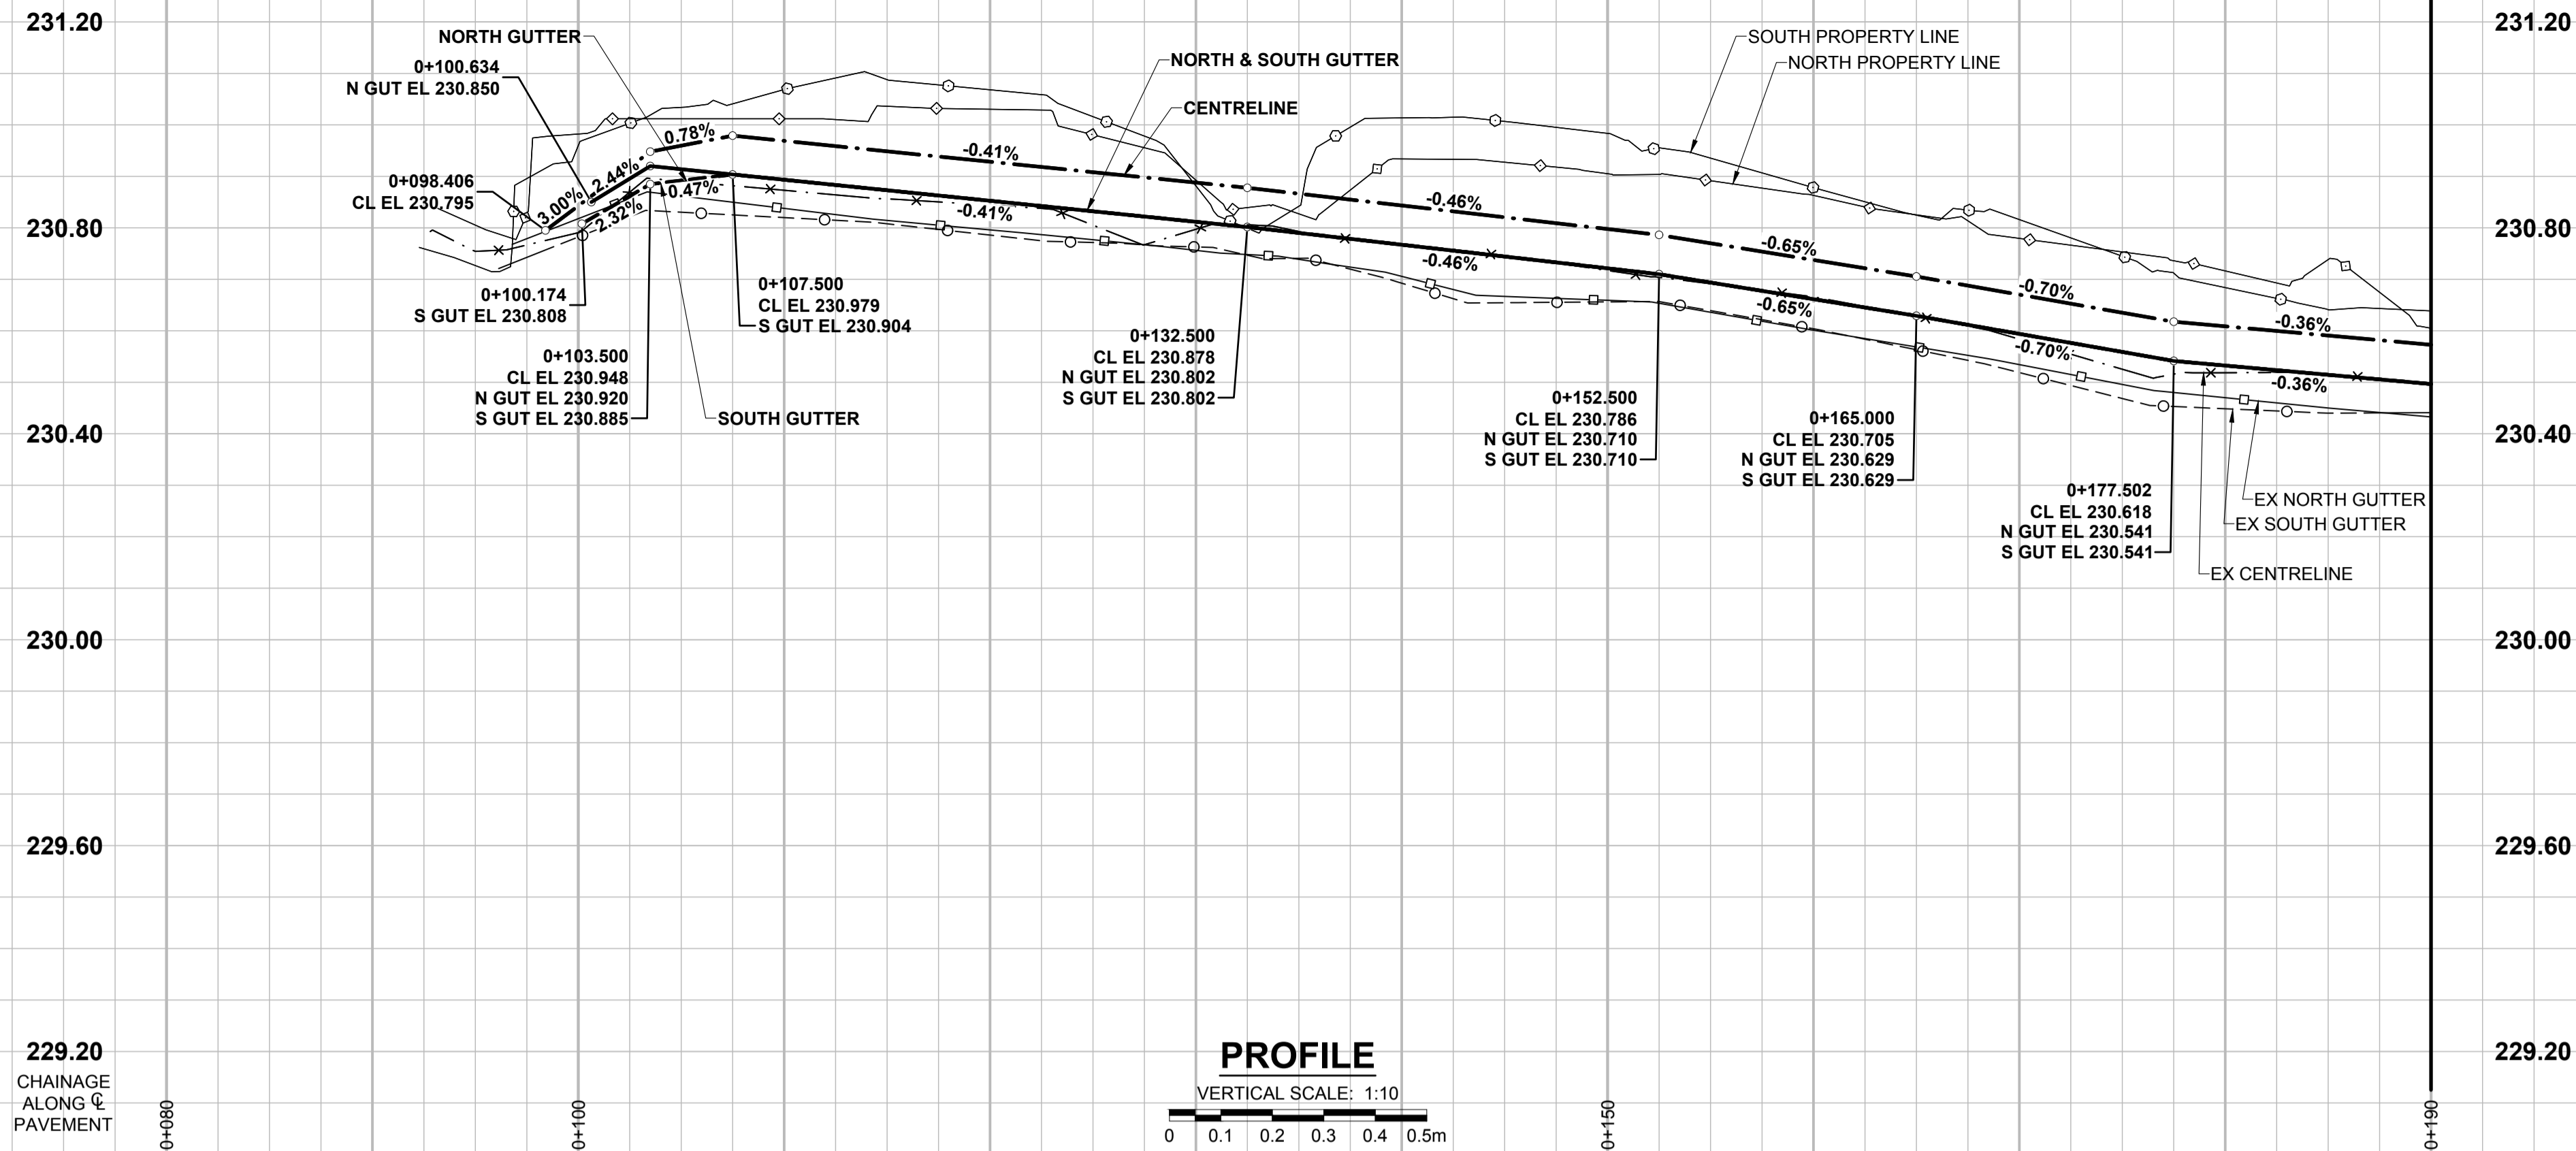 231.20
231.20
NORTH GUTTER
SOUTH PROPERTY LINE
NORTH & SOUTH GUTTER
NORTH PROPERTY LINE
0+100.634
N GUT EL 230.850
CENTRELINE
0.78%
-0.41%
2.44%
0+098.406
CL EL 230.795
3.00%
0.47%
2.32%
-0.41%
-0.46%
230.80
230.80
-0.46%
-0.65%
-0.65%
-0.70%
-0.70%
-0.36%
-0.36%
0+100.174
S GUT EL 230.808
0+107.500
CL EL 230.979
S GUT EL 230.904
0+103.500
CL EL 230.948
N GUT EL 230.920
S GUT EL 230.885
SOUTH GUTTER
0+132.500
CL EL 230.878
N GUT EL 230.802
S GUT EL 230.802
0+152.500
CL EL 230.786
N GUT EL 230.710
S GUT EL 230.710
0+165.000
CL EL 230.705
N GUT EL 230.629
S GUT EL 230.629
0+177.502
CL EL 230.618
N GUT EL 230.541
S GUT EL 230.541
EX NORTH GUTTER
EX SOUTH GUTTER
EX CENTRELINE
230.40
230.40
230.00
230.00
229.60
229.60
229.20
229.20
CHAINAGE
ALONG ℄
PAVEMENT
0+080
0+100
PROFILE
VERTICAL SCALE: 1:10
0 0.1 0.2 0.3 0.4 0.5m
0+150
0+190